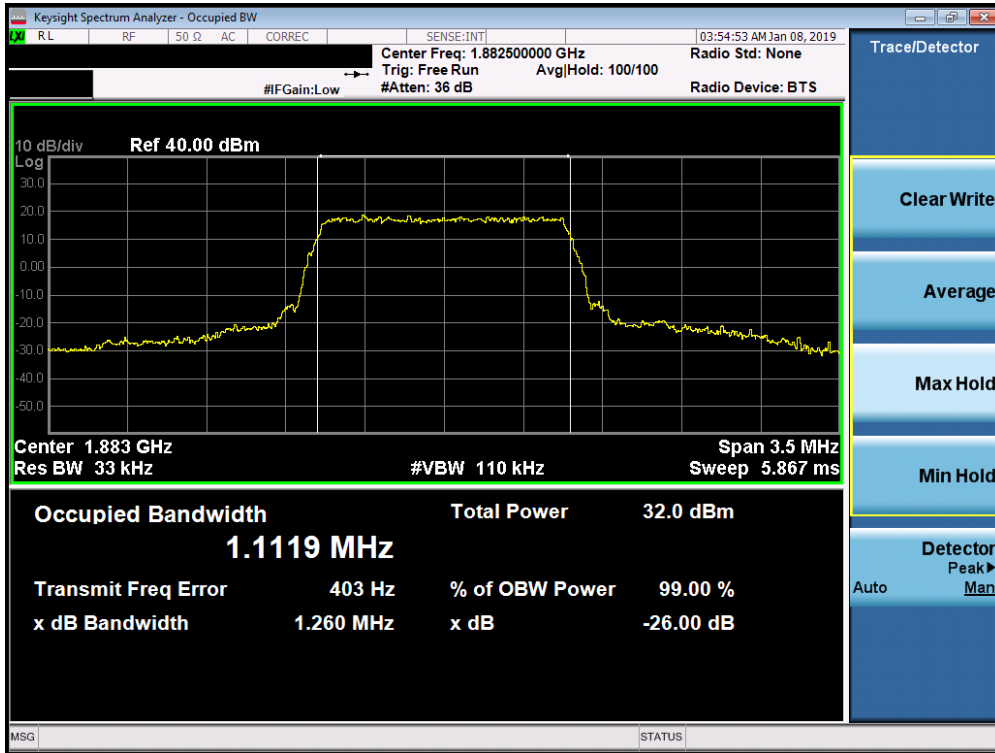 Keysight Spectrum Analyzer - Occupied BW
LXI RL RF 50 Ω AC CORREC SENSE:INT 03:54:53 AM Jan 08, 2019
Center Freq: 1.882500000 GHz Radio Std: None
Trig: Free Run Avg|Hold: 100/100
#IFGain:Low #Atten: 36 dB Radio Device: BTS
Trace/Detector
10 dB/div Ref 40.00 dBm
Log
30.0
20.0
10.0
0.00
-10.0
-20.0
-30.0
-40.0
-50.0
Center 1.883 GHz Span 3.5 MHz
Res BW 33 kHz #VBW 110 kHz Sweep 5.867 ms
Occupied Bandwidth Total Power 32.0 dBm
1.1119 MHz
Transmit Freq Error 403 Hz % of OBW Power 99.00 %
x dB Bandwidth 1.260 MHz x dB -26.00 dB
Clear Write
Average
Max Hold
Min Hold
Detector
Peak▶
Auto Man
MSG STATUS